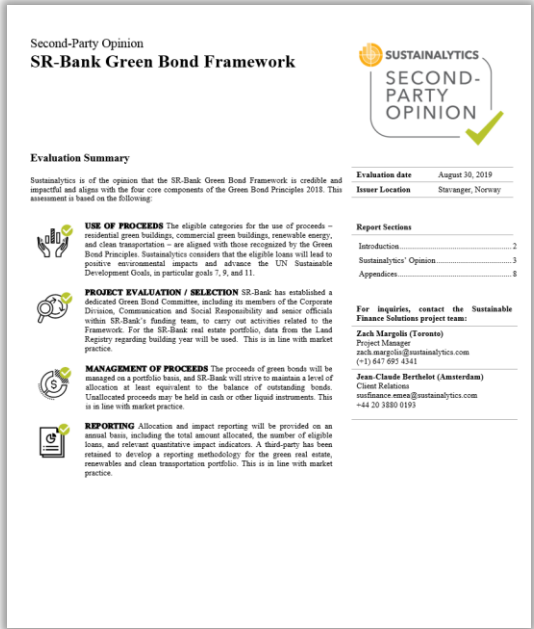 Second-Party Opinion
SR-Bank Green Bond Framework
SUSTAINALYTICS
SECOND-
PARTY
OPINION
Evaluation Summary
Sustainalytics is of the opinion that the SR-Bank Green Bond Framework is credible and
impactful and aligns with the four core components of the Green Bond Principles 2018. This
assessment is based on the following:
USE OF PROCEEDS The eligible categories for the use of proceeds –
residential green buildings, commercial green buildings, renewable energy,
and clean transportation – are aligned with those recognized by the Green
Bond Principles. Sustainalytics considers that the eligible loans will lead to
positive environmental impacts and advance the UN Sustainable
Development Goals, in particular goals 7, 9, and 11.
PROJECT EVALUATION / SELECTION SR-Bank has established a
dedicated Green Bond Committee, including its members of the Corporate
Division, Communication and Social Responsibility and senior officials
within SR-Bank's funding team, to carry out activities related to the
Framework. For the SR-Bank real estate portfolio, data from the Land
Registry regarding building year will be used. This is in line with market
practice.
MANAGEMENT OF PROCEEDS The proceeds of green bonds will be
managed on a portfolio basis, and SR-Bank will strive to maintain a level of
allocation at least equivalent to the balance of outstanding bonds.
Unallocated proceeds may be held in cash or other liquid instruments. This
is in line with market practice.
REPORTING Allocation and impact reporting will be provided on an
annual basis, including the total amount allocated, the number of eligible
loans, and relevant quantitative impact indicators. A third-party has been
retained to develop a reporting methodology for the green real estate,
renewables and clean transportation portfolio. This is in line with market
practice.
Evaluation date August 30, 2019
Issuer Location Stavanger, Norway
Report Sections
Introduction 2
Sustainalytics' Opinion 3
Appendices 8
For inquiries, contact the Sustainable
Finance Solutions project team:
Zach Margolis (Toronto)
Project Manager
zach.margolis@sustainalytics.com
(+1) 647 695 4341
Jean-Claude Berthelot (Amsterdam)
Client Relations
susfinance.emea@sustainalytics.com
+44 20 3880 0193